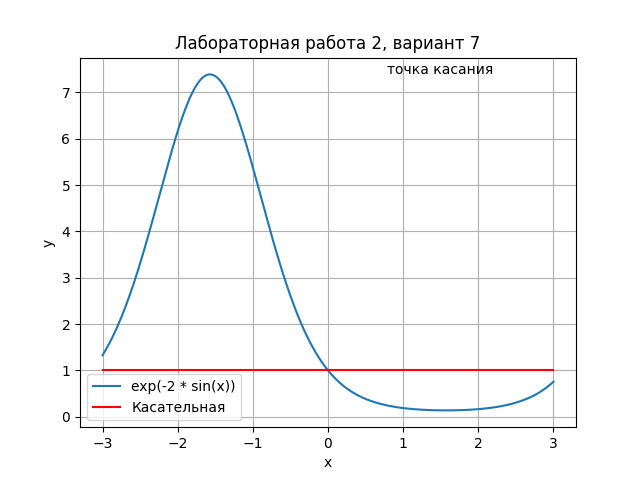 Лабораторная работа 2, вариант 7
точка касания
7
6
5
4
3
2
1
0
y
exp(-2 * sin(x))
Касательная
−3 −2 −1 0 1 2 3
x